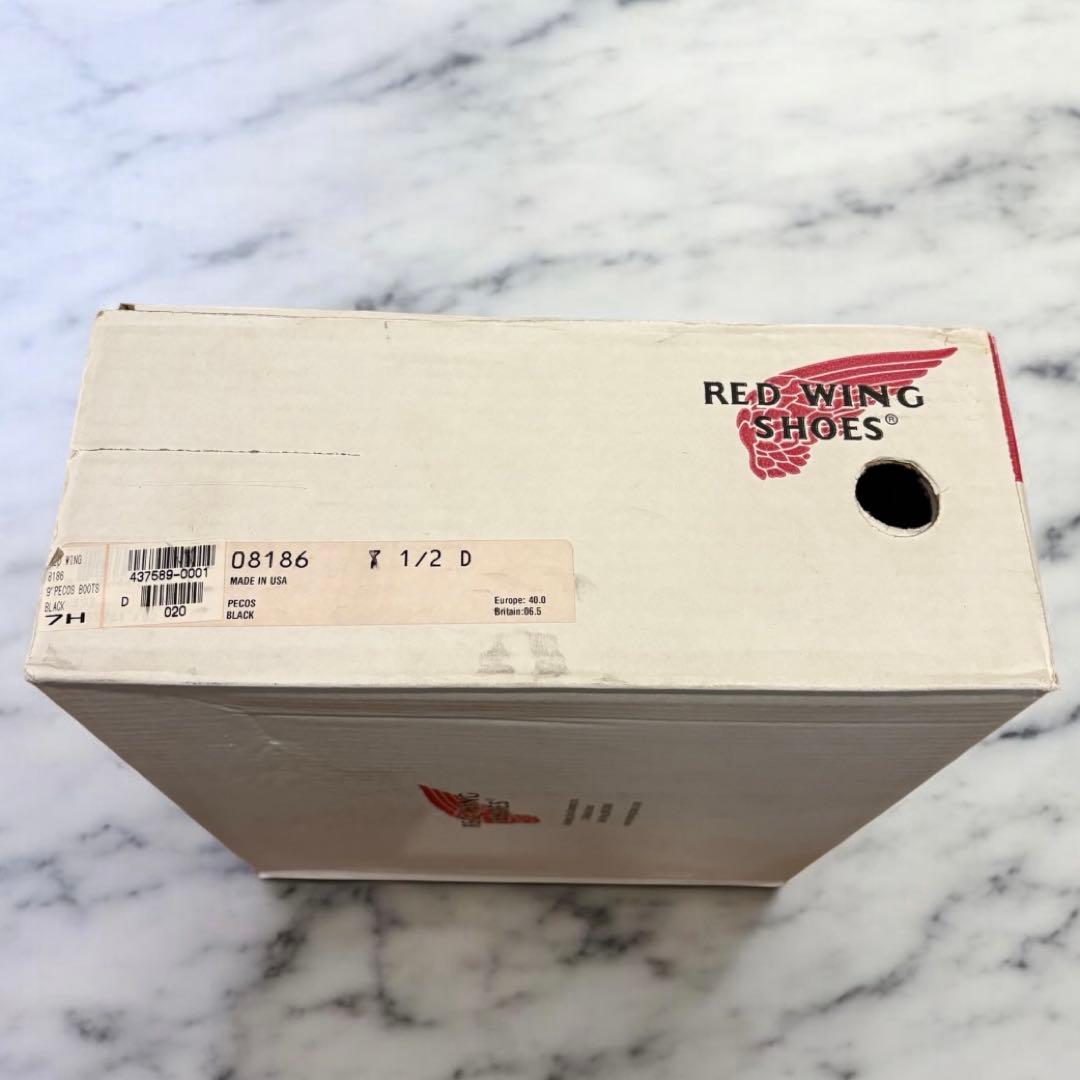 RED WING
SHOES®
WING
8186
9"PECOS BOOTS
BLACK
7H
437589-0001
D
020
08186 7 1/2 D
MADE IN USA
PECOS
BLACK
Europe: 40.0
Britain:06.5